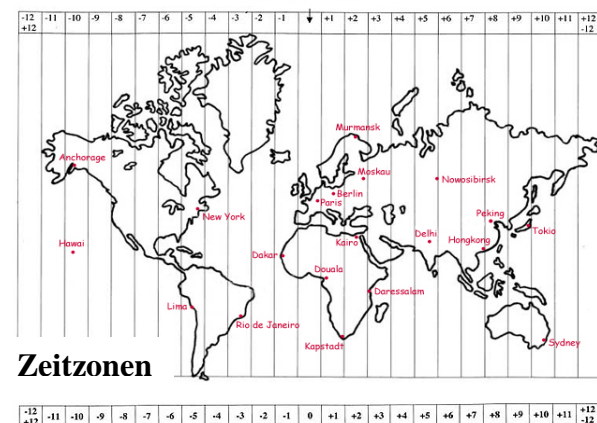 -12 -11 -10 -9 -8 -7 -6 -5 -4 -3 -2 -1 +1 +2 +3 +4 +5 +6 +7 +8 +9 +10 +11 +12
+12 -12
Murmansk
Anchorage
Moskau
Nowosibinsk
Berlin
Paris
New York
Peking
Tokio
Hawai
Kairo
Delhi
Hongkong
Dakar
Douala
Daressalam
Lima
Rio de Janeiro
Kapstadt
Sydney
Zeitzonen
-12 -11 -10 -9 -8 -7 -6 -5 -4 -3 -2 -1 0 +1 +2 +3 +4 +5 +6 +7 +8 +9 +10 +11 +12
+12 -12